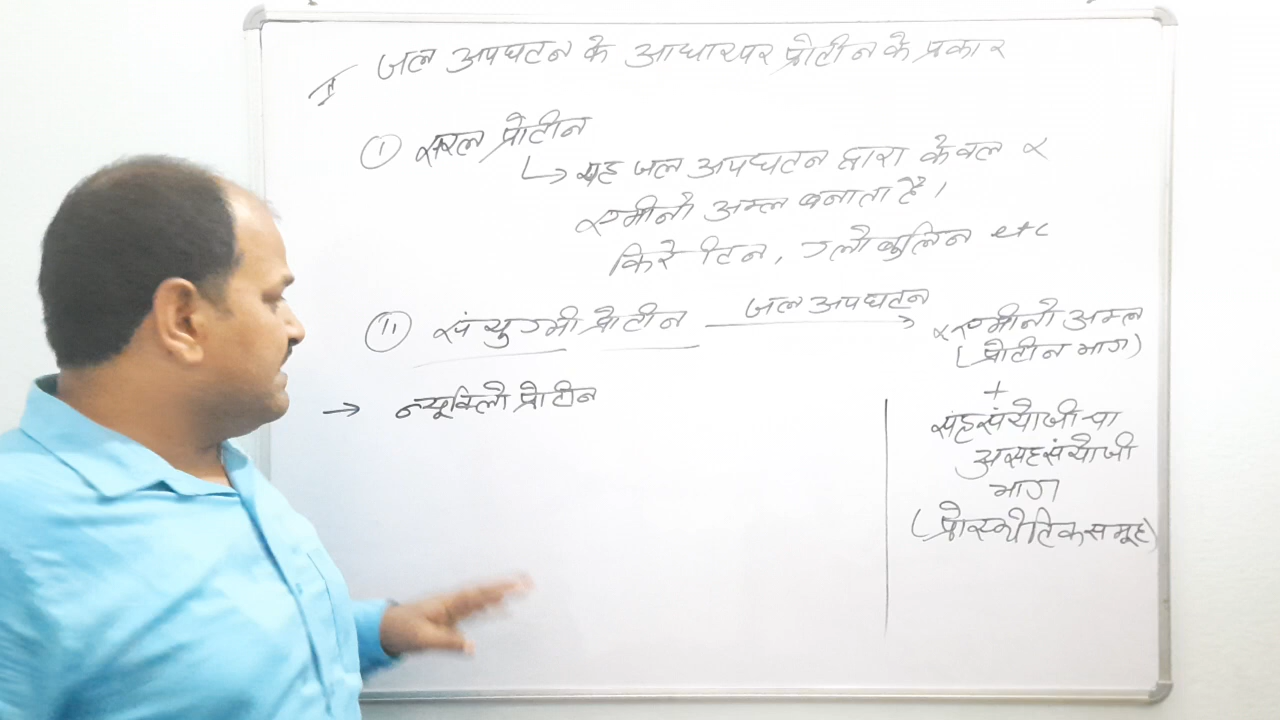 I जल अपघटन के आधार पर प्रोटीन के प्रकार
(i) सरल प्रोटीन
↳ यह जल अपघटन द्वारा केवल α
एमीनो अम्ल बनाता है।
किरेटिन, ग्लोबुलिन etc
(ii) संयुग्मी प्रोटीन जल अपघटन →
α एमीनो अम्ल
(प्रोटीन भाग)
+
सहसंयोजी या
असहसंयोजी
भाग
(प्रोस्थेटिक समूह)
→ न्यूक्लिो प्रोटीन